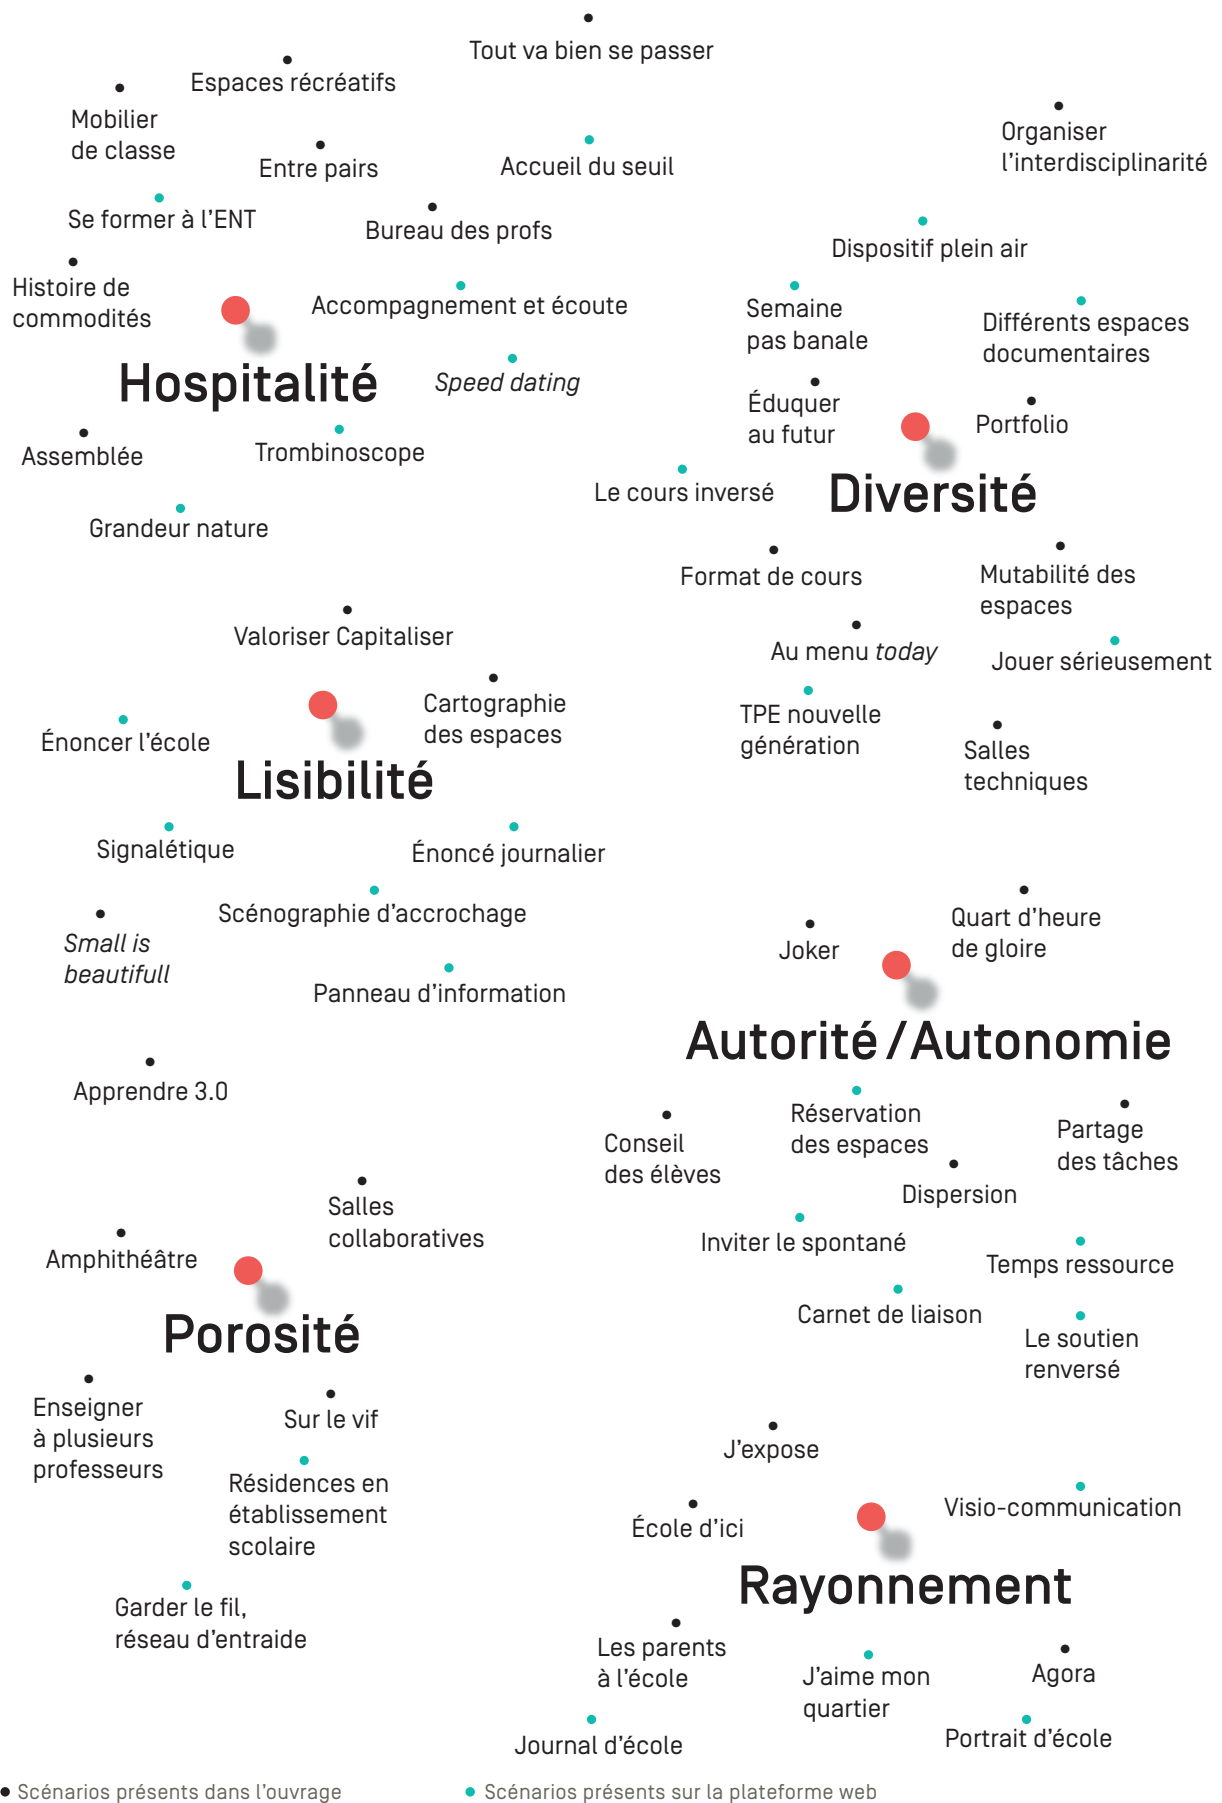 Tout va bien se passer
Espaces récréatifs
Mobilier
de classe
Entre pairs
Accueil du seuil
Organiser
l'interdisciplinarité
Se former à l'ENT
Bureau des profs
Dispositif plein air
Histoire de
commodités
Accompagnement et écoute
Semaine
pas banale
Différents espaces
documentaires
Hospitalité
Speed dating
Éduquer
au futur
Portfolio
Assemblée
Trombinoscope
Le cours inversé
Diversité
Grandeur nature
Format de cours
Mutabilité des
espaces
Valoriser Capitaliser
Au menu today
Jouer sérieusement
Cartographie
des espaces
Énoncer l'école
TPE nouvelle
génération
Salles
techniques
Lisibilité
Signalétique
Énoncé journalier
Scénographie d'accrochage
Small is
beautifull
Panneau d'information
Joker
Quart d'heure
de gloire
Autorité / Autonomie
Apprendre 3.0
Réservation
des espaces
Conseil
des élèves
Partage
des tâches
Dispersion
Salles
collaboratives
Amphithéâtre
Inviter le spontané
Temps ressource
Porosité
Carnet de liaison
Le soutien
renversé
Enseigner
à plusieurs
professeurs
Sur le vif
J'expose
Résidences en
établissement
scolaire
École d'ici
Visio-communication
Rayonnement
Garder le fil,
réseau d'entraide
Les parents
à l'école
J'aime mon
quartier
Agora
Journal d'école
Portrait d'école
Scénarios présents dans l'ouvrage
Scénarios présents sur la plateforme web